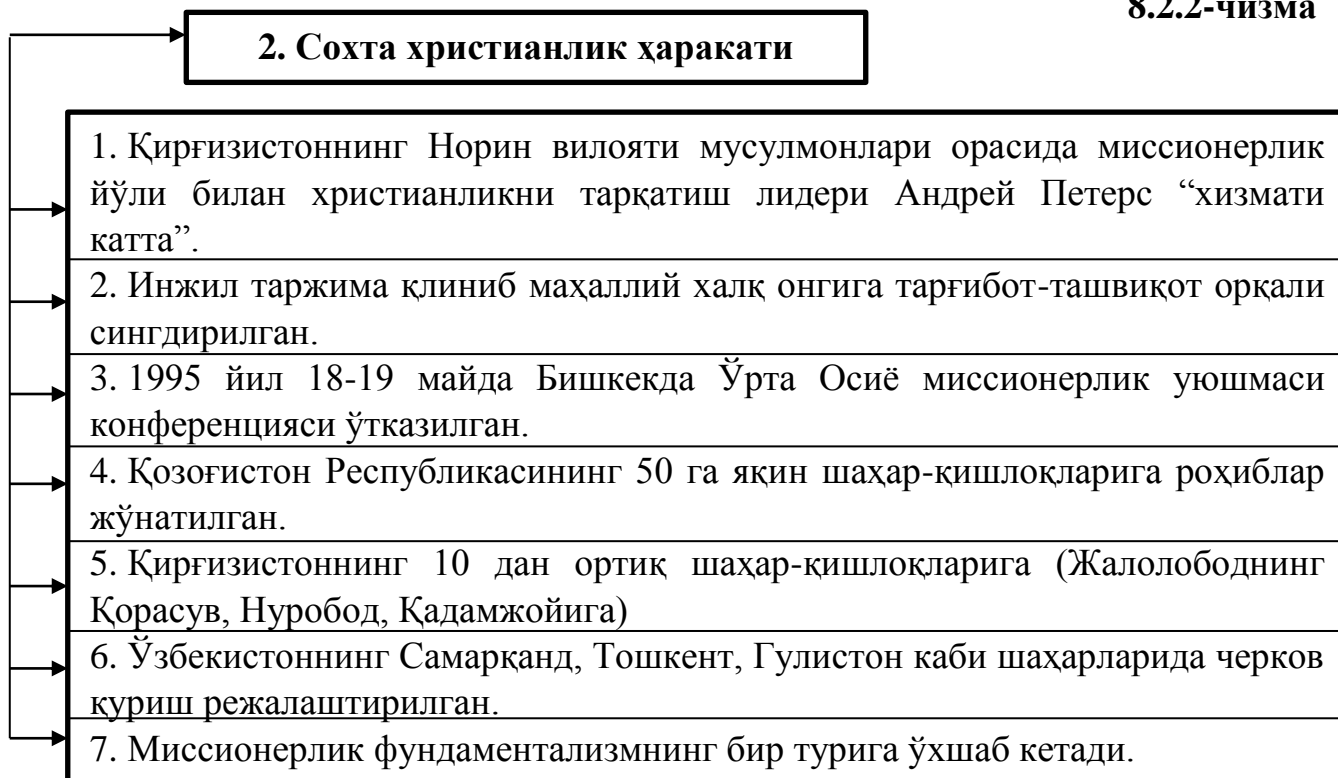 8.2.2-чизма
2. Сохта христианлик ҳаракати
1. Қирғизистоннинг Норин вилояти мусулмонлари орасида миссионерлик
йўли билан христианликни тарқатиш лидери Андрей Петерс “хизмати
катта”.
2. Инжил таржима қлиниб маҳаллий халқ онгига тарғибот-ташвиқот орқали
сингдирилган.
3. 1995 йил 18-19 майда Бишкекда Ўрта Осиё миссионерлик уюшмаси
конференцияси ўтказилган.
4. Қозоғистон Республикасининг 50 га яқин шаҳар-қишлоқларига роҳиблар
жўнатилган.
5. Қирғизистоннинг 10 дан ортиқ шаҳар-қишлоқларига (Жалолободнинг
Қорасув, Нуробод, Қадамжойига)
6. Ўзбекистоннинг Самарқанд, Тошкент, Гулистон каби шаҳарларида черков
қуриш режалаштирилган.
7. Миссионерлик фундаментализмнинг бир турига ўхшаб кетади.